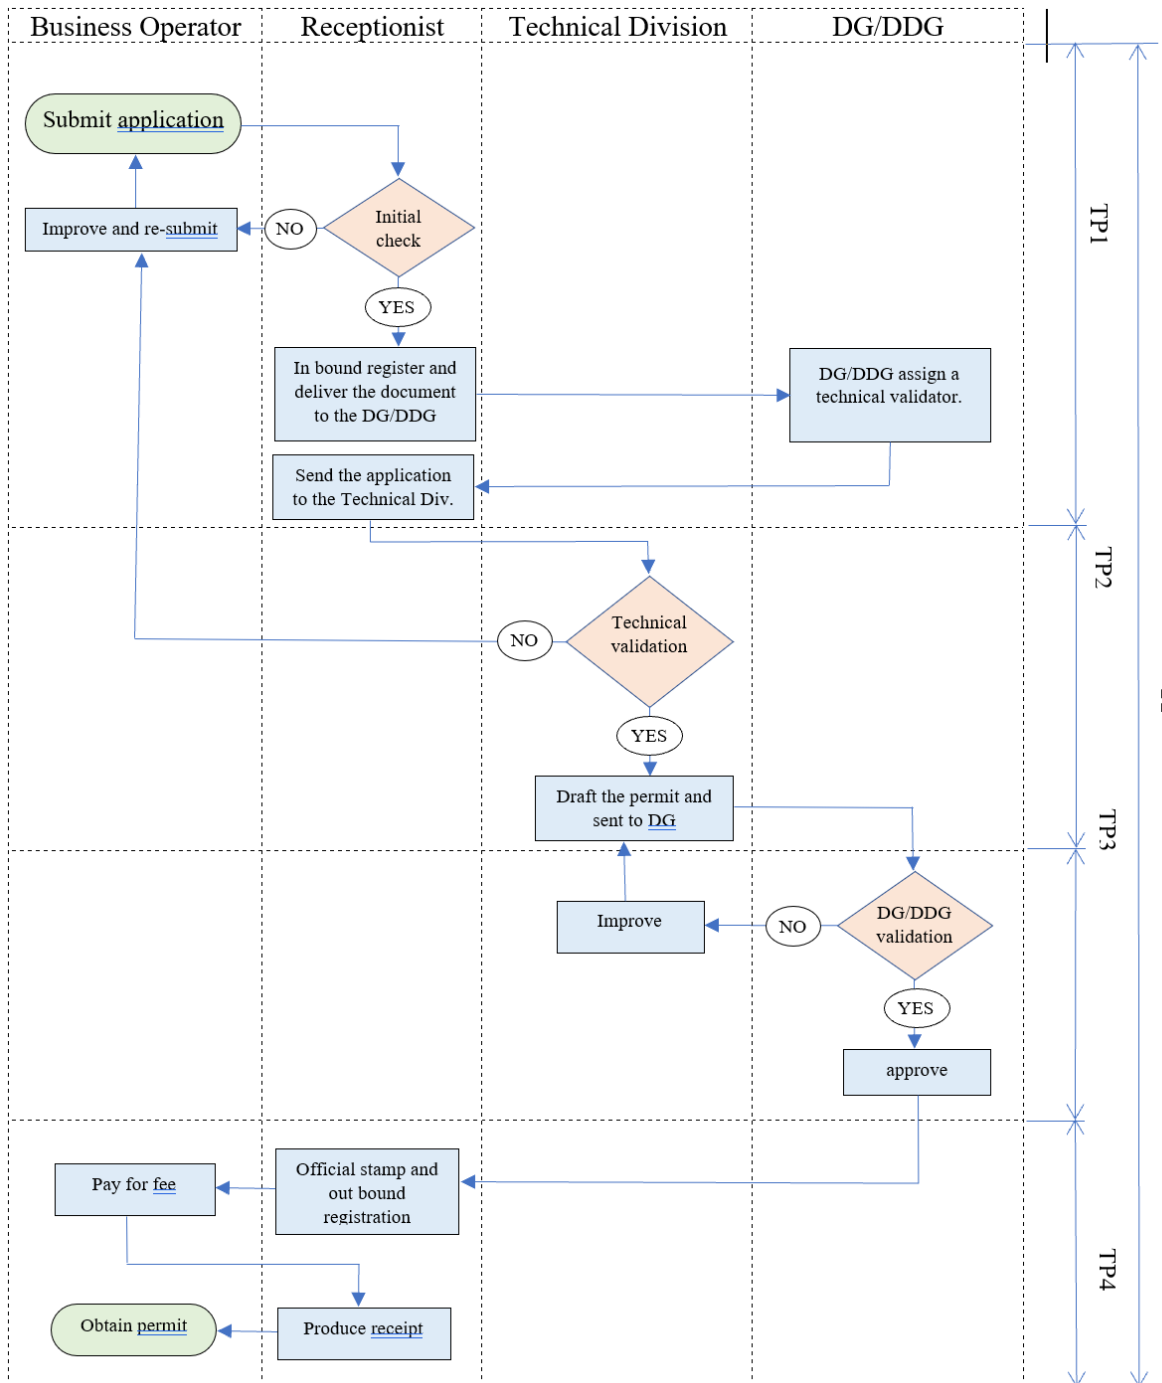 Business Operator
Receptionist
Technical Division
DG/DDG
Submit application
Initial
check
NO
Improve and re-submit
TP1
YES
In bound register and
deliver the document
to the DG/DDG
DG/DDG assign a
technical validator.
Send the application
to the Technical Div.
TP2
Technical
validation
NO
YES
Draft the permit and
sent to DG
TP3
DG/DDG
validation
NO
Improve
YES
approve
Official stamp and
out bound
registration
Pay for fee
TP4
Produce receipt
Obtain permit